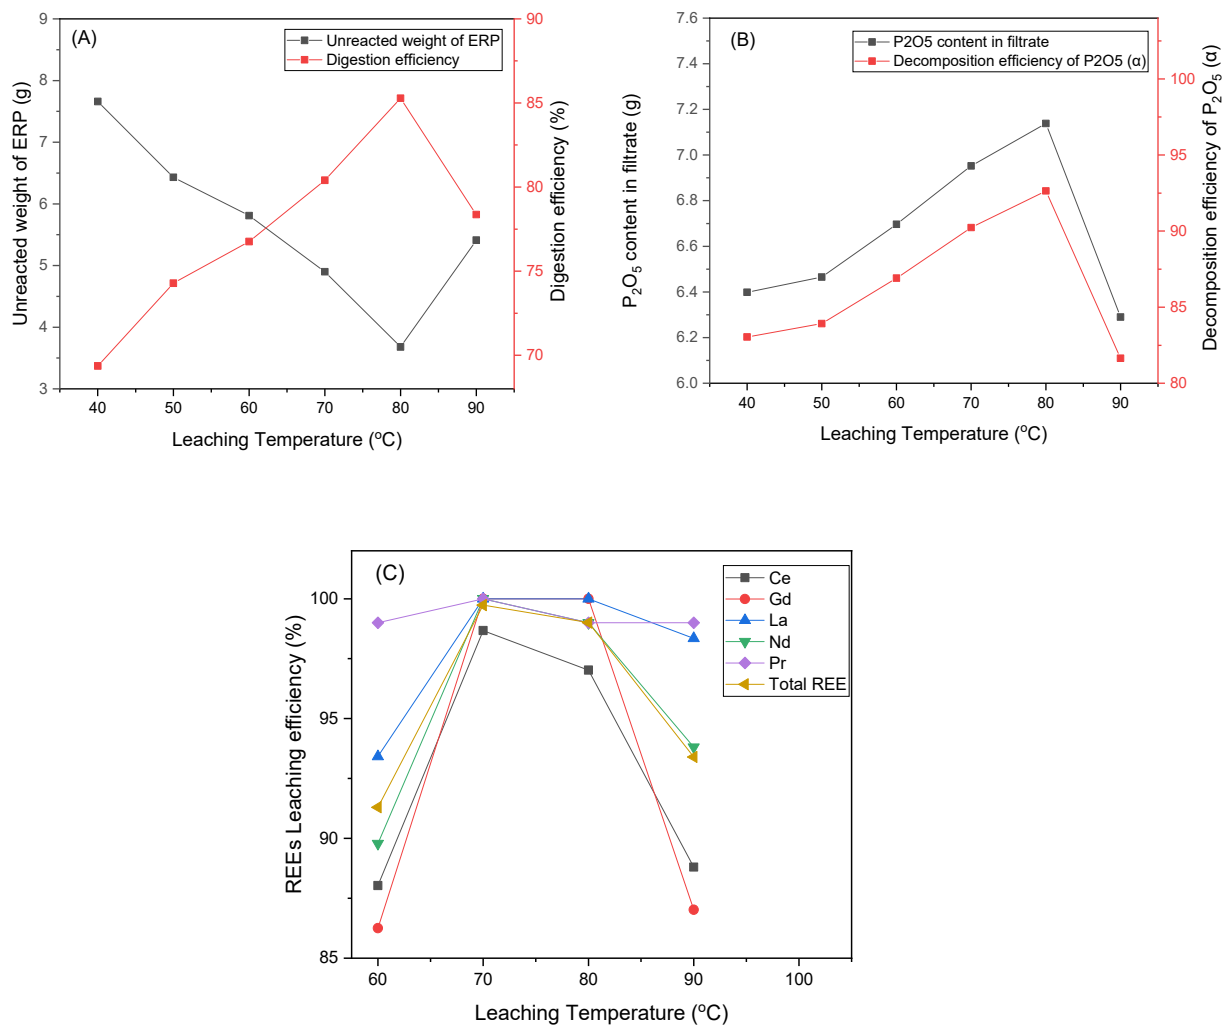 (A)
Unreacted weight of ERP
Digestion efficiency
Unreacted weight of ERP (g)
9
8
7
6
5
4
3
90
85
80
75
70
Digestion efficiency (%)
40 50 60 70 80 90
Leaching Temperature (oC)
(B)
P2O5 content in filtrate
Decomposition efficiency of P2O5 (α)
P2O5 content in filtrate (g)
7.6
7.4
7.2
7.0
6.8
6.6
6.4
6.2
6.0
100
95
90
85
80
Decomposition efficiency of P2O5 (α)
40 50 60 70 80 90
Leaching Temperature (oC)
(C)
Ce
Gd
La
Nd
Pr
Total REE
REEs Leaching efficiency (%)
100
95
90
85
60 70 80 90 100
Leaching Temperature (oC)